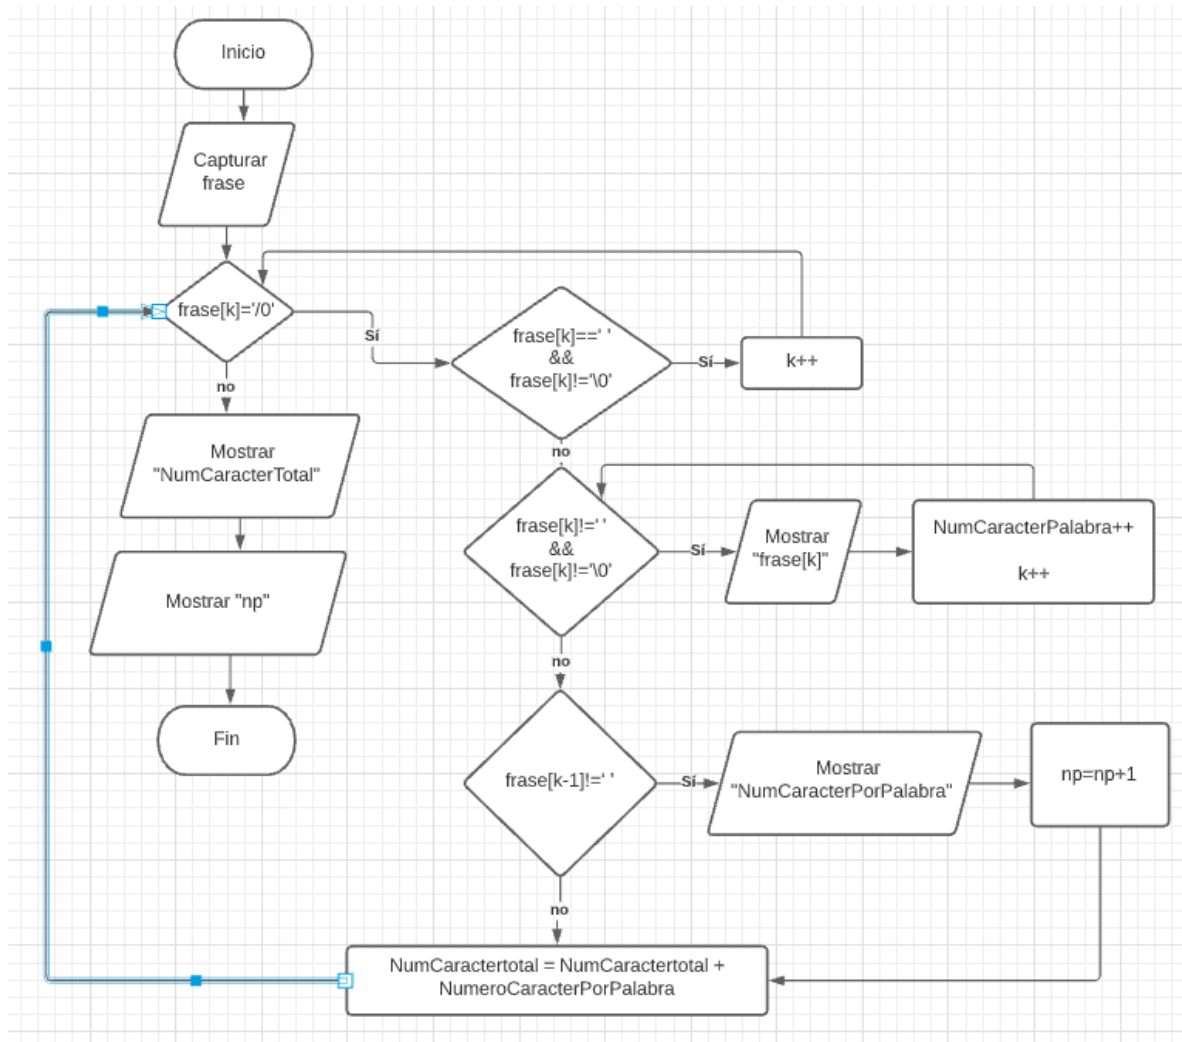 Inicio
Capturar
frase
frase[k]='/0'
Sí
no
frase[k]==' '
&&
frase[k]!='\0'
Sí
k++
no
Mostrar
"NumCaracterTotal"
frase[k]!=' '
&&
frase[k]!='\0'
Sí
Mostrar
"frase[k]"
NumCaracterPalabra++
k++
Mostrar "np"
no
Fin
frase[k-1]!=' '
Sí
Mostrar
"NumCaracterPorPalabra"
np=np+1
no
NumCaractertotal = NumCaractertotal +
NumeroCaracterPorPalabra